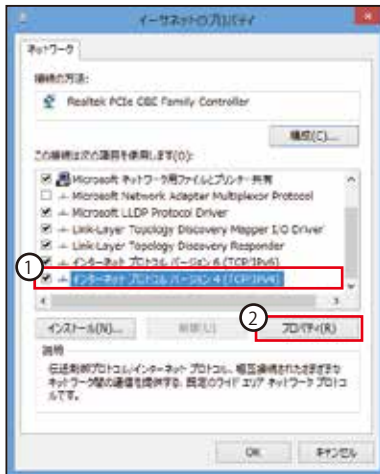 イーサネットのプロパティ
ネットワーク
接続の方法:
Realtek PCIe GBE Family Controller
構成(C)...
この接続は次の項目を使用します(O):
Microsoft ネットワーク用ファイルとプリンター共有
Microsoft Network Adapter Multiplexor Protocol
Microsoft LLDP Protocol Driver
Link-Layer Topology Discovery Mapper I/O Driver
Link-Layer Topology Discovery Responder
インターネット プロトコル バージョン 6 (TCP/IPv6)
① インターネット プロトコル バージョン 4 (TCP/IPv4)
②
インストール(N)...
削除(U)
プロパティ(R)
説明
伝送制御プロトコル/インターネット プロトコル。相互接続されたさまざまな
ネットワーク間の通信を提供する、既定のワイド エリア ネットワーク プロトコ
ルです。
OK
キャンセル